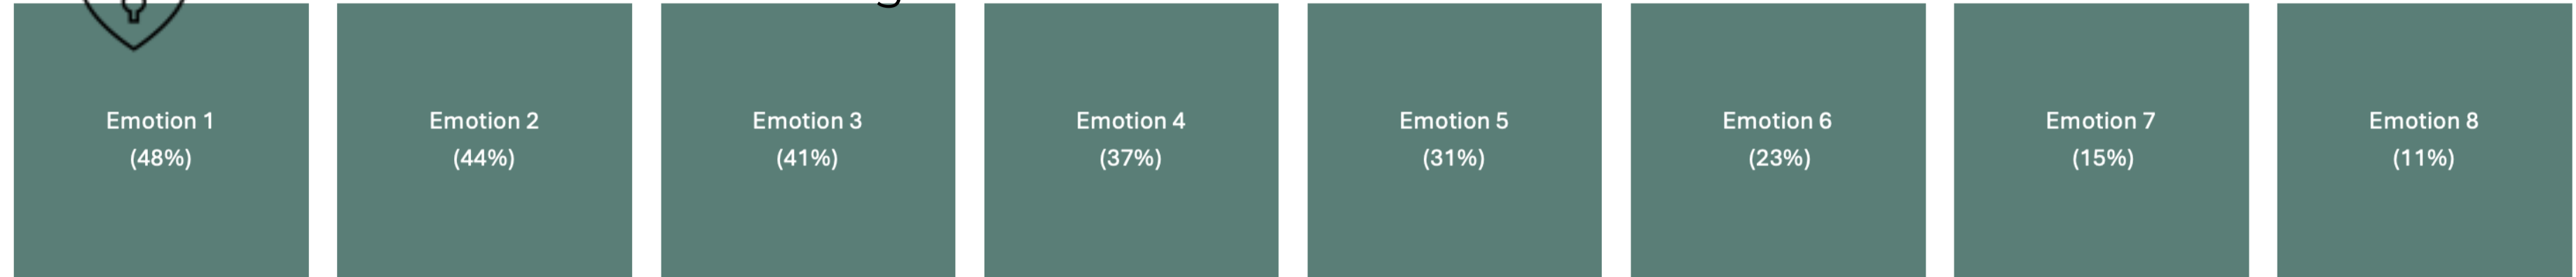 Emotion 1
(48%)
Emotion 2
(44%)
Emotion 3
(41%)
Emotion 4
(37%)
Emotion 5
(31%)
Emotion 6
(23%)
Emotion 7
(15%)
Emotion 8
(11%)